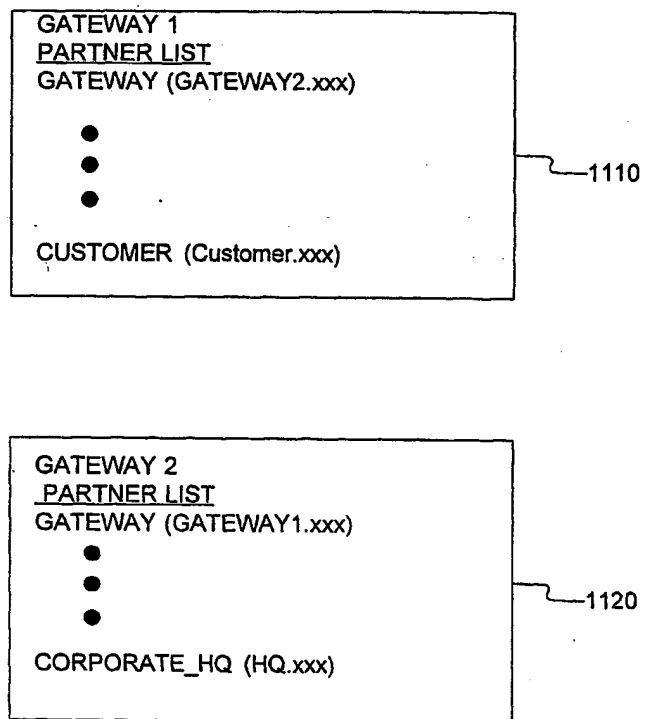 GATEWAY 1
PARTNER LIST
GATEWAY (GATEWAY2.xxx)
1110
CUSTOMER (Customer.xxx)
GATEWAY 2
PARTNER LIST
GATEWAY (GATEWAY1.xxx)
1120
CORPORATE_HQ (HQ.xxx)